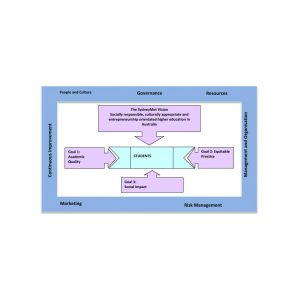 People and Culture
Governance
Resources
The SydneyMet Vision
Socially responsible, culturally appropriate and
entrepreneurship orientated higher education in
Australia
Continuous Improvement
Management and Organisation
Goal 1:
Academic
Quality
STUDENTS
Goal 2: Equitable
Practice
Goal 3:
Social Impact
Marketing
Risk Management